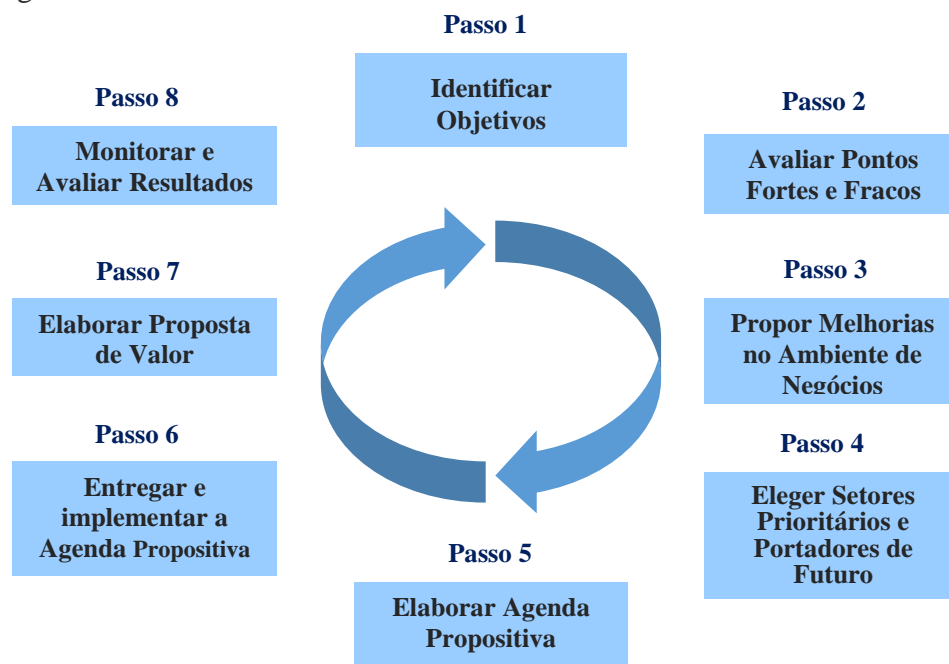 Passo 1
Identificar
Objetivos
Passo 2
Avaliar Pontos
Fortes e Fracos
Passo 3
Propor Melhorias
no Ambiente de
Negócios
Passo 4
Eleger Setores
Prioritários e
Portadores de
Futuro
Passo 5
Elaborar Agenda
Propositiva
Passo 6
Entregar e
implementar a
Agenda Propositiva
Passo 7
Elaborar Proposta
de Valor
Passo 8
Monitorar e
Avaliar Resultados